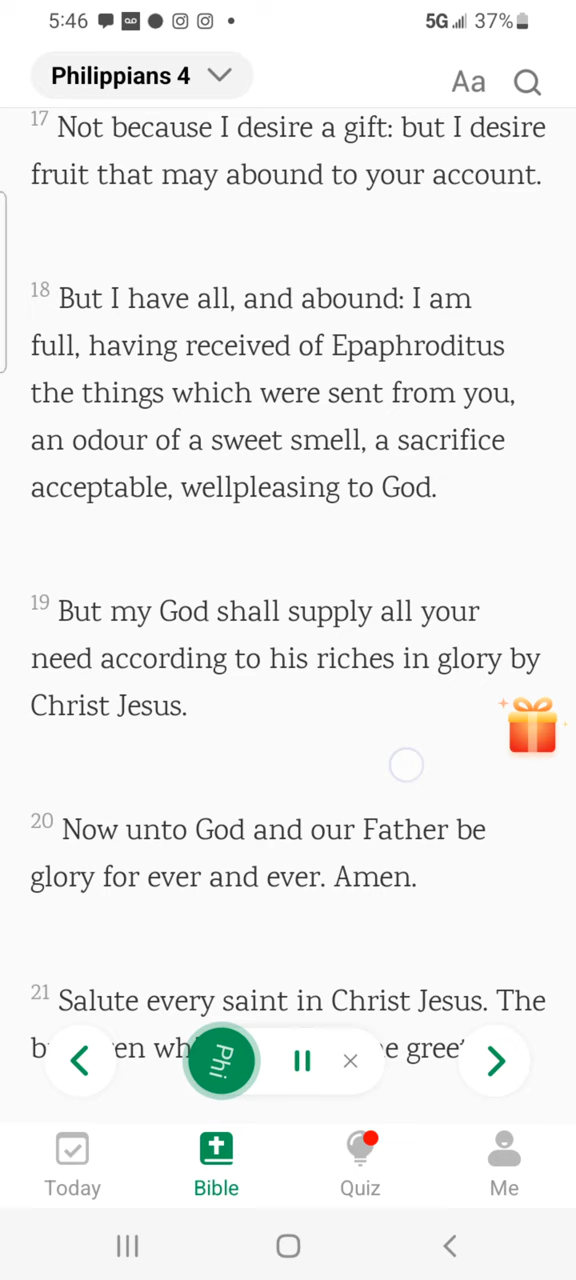 5:46
5G 37%
Philippians 4
Aa
17 Not because I desire a gift: but I desire
fruit that may abound to your account.
18 But I have all, and abound: I am
full, having received of Epaphroditus
the things which were sent from you,
an odour of a sweet smell, a sacrifice
acceptable, wellpleasing to God.
19 But my God shall supply all your
need according to his riches in glory by
Christ Jesus.
20 Now unto God and our Father be
glory for ever and ever. Amen.
21 Salute every saint in Christ Jesus. The
Phi
Today Bible Quiz Me